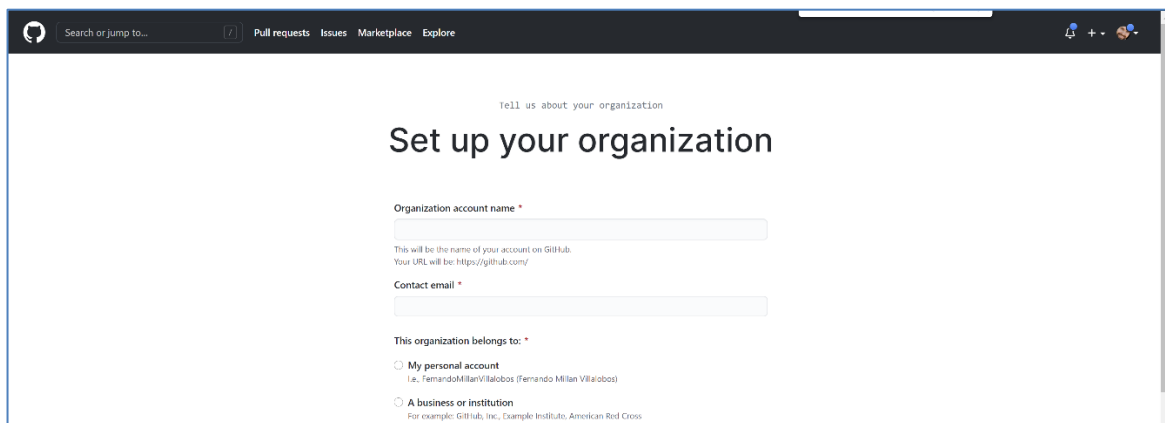 Search or jump to... /
Pull requests Issues Marketplace Explore
Tell us about your organization
Set up your organization
Organization account name *
This will be the name of your account on GitHub.
Your URL will be: https://github.com/
Contact email *
This organization belongs to: *
My personal account
i.e., FernandoMillanVillalobos (Fernando Millan Villalobos)
A business or institution
For example: GitHub, Inc., Example Institute, American Red Cross